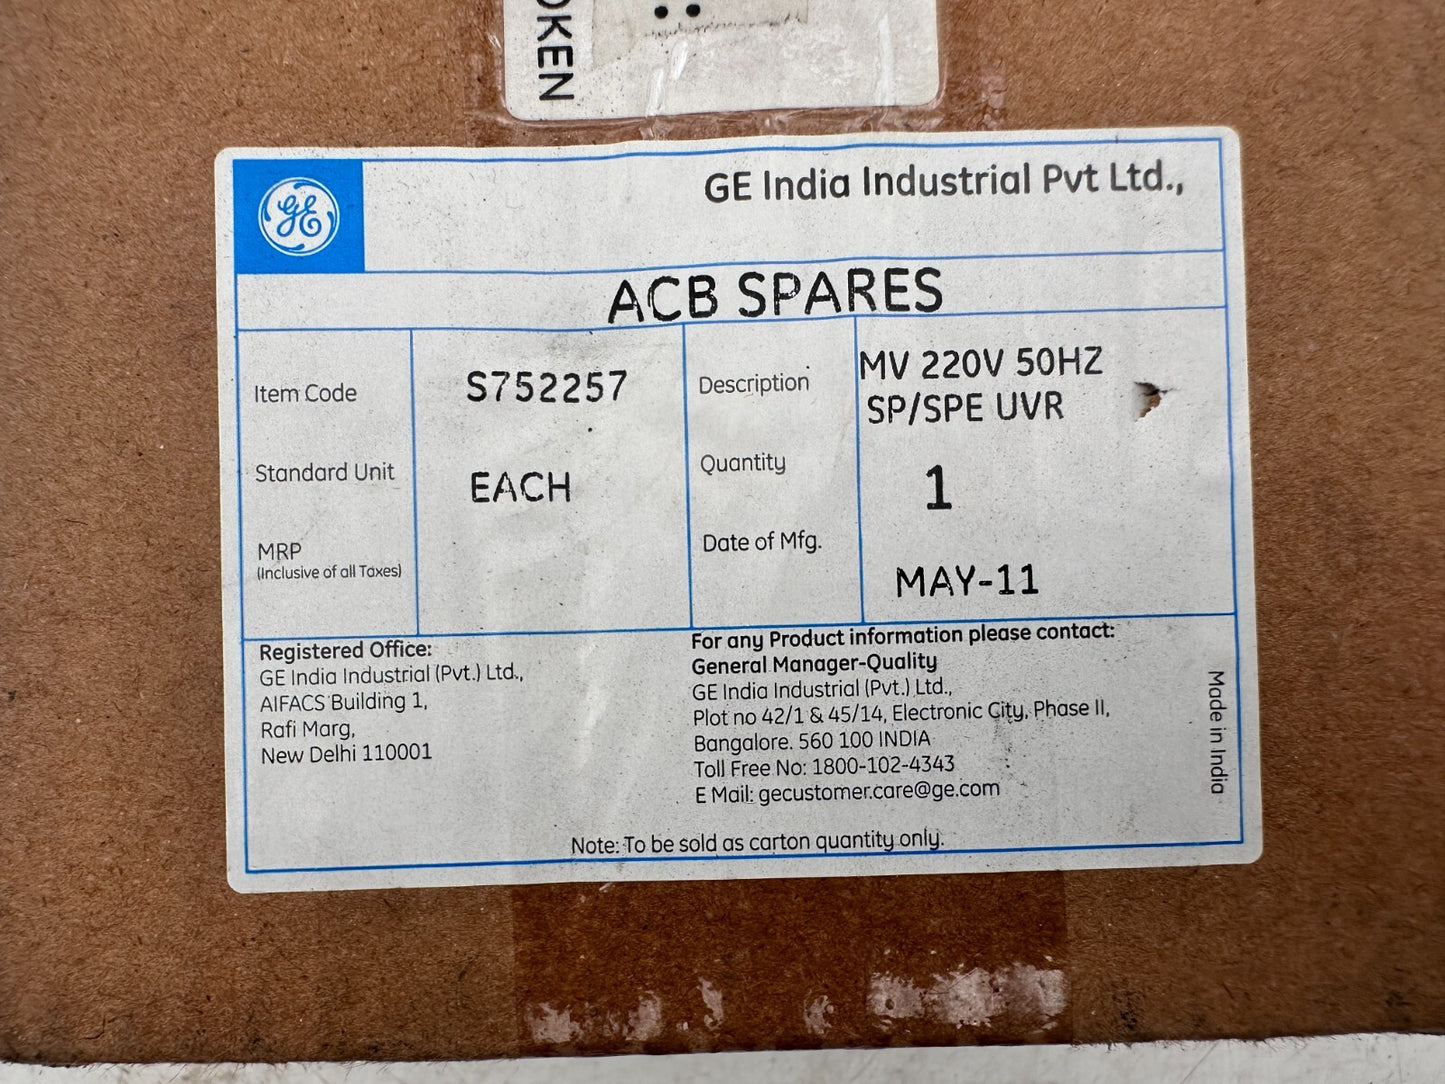 OKEN
GE
GE India Industrial Pvt Ltd.,
ACB SPARES
Item Code
S752257
Description
MV 220V 50HZ
SP/SPE UVR
Standard Unit
EACH
Quantity
1
MRP
(Inclusive of all Taxes)
Date of Mfg.
MAY-11
Registered Office:
GE India Industrial (Pvt.) Ltd.,
AIFACS Building 1,
Rafi Marg,
New Delhi 110001
For any Product information please contact:
General Manager-Quality
GE India Industrial (Pvt.) Ltd.,
Plot no 42/1 & 45/14, Electronic City, Phase II,
Bangalore. 560 100 INDIA
Toll Free No: 1800-102-4343
E Mail: gecustomer.care@ge.com
Made in India
Note: To be sold as carton quantity only.